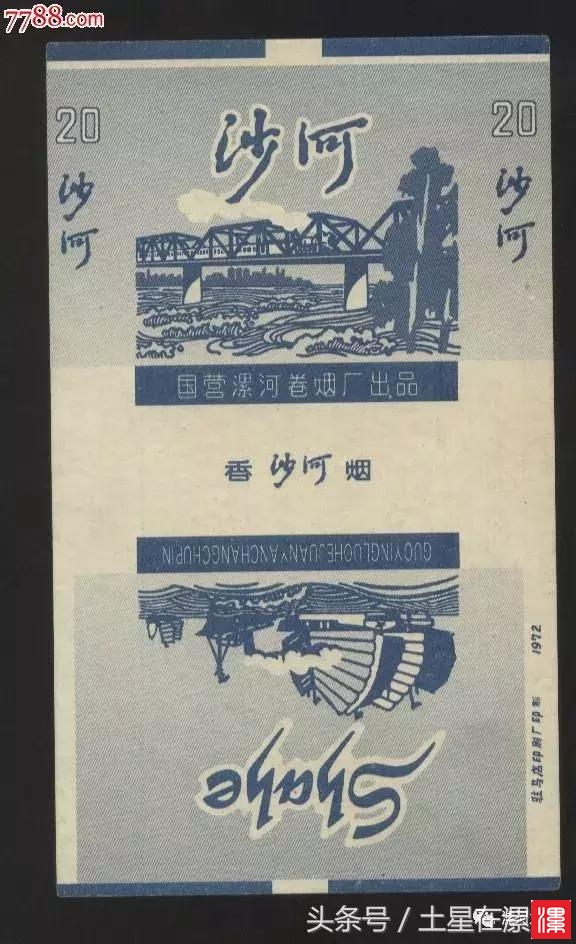 7788.com
20
沙河
20
沙河
沙河
国营漯河卷烟厂出品
香 沙河 烟
GUOYINGLUOHEJUANYANCHANGCHUPIN
Shahe
驻马店印刷厂印制 1972
头条号 / 土星在漯
漯